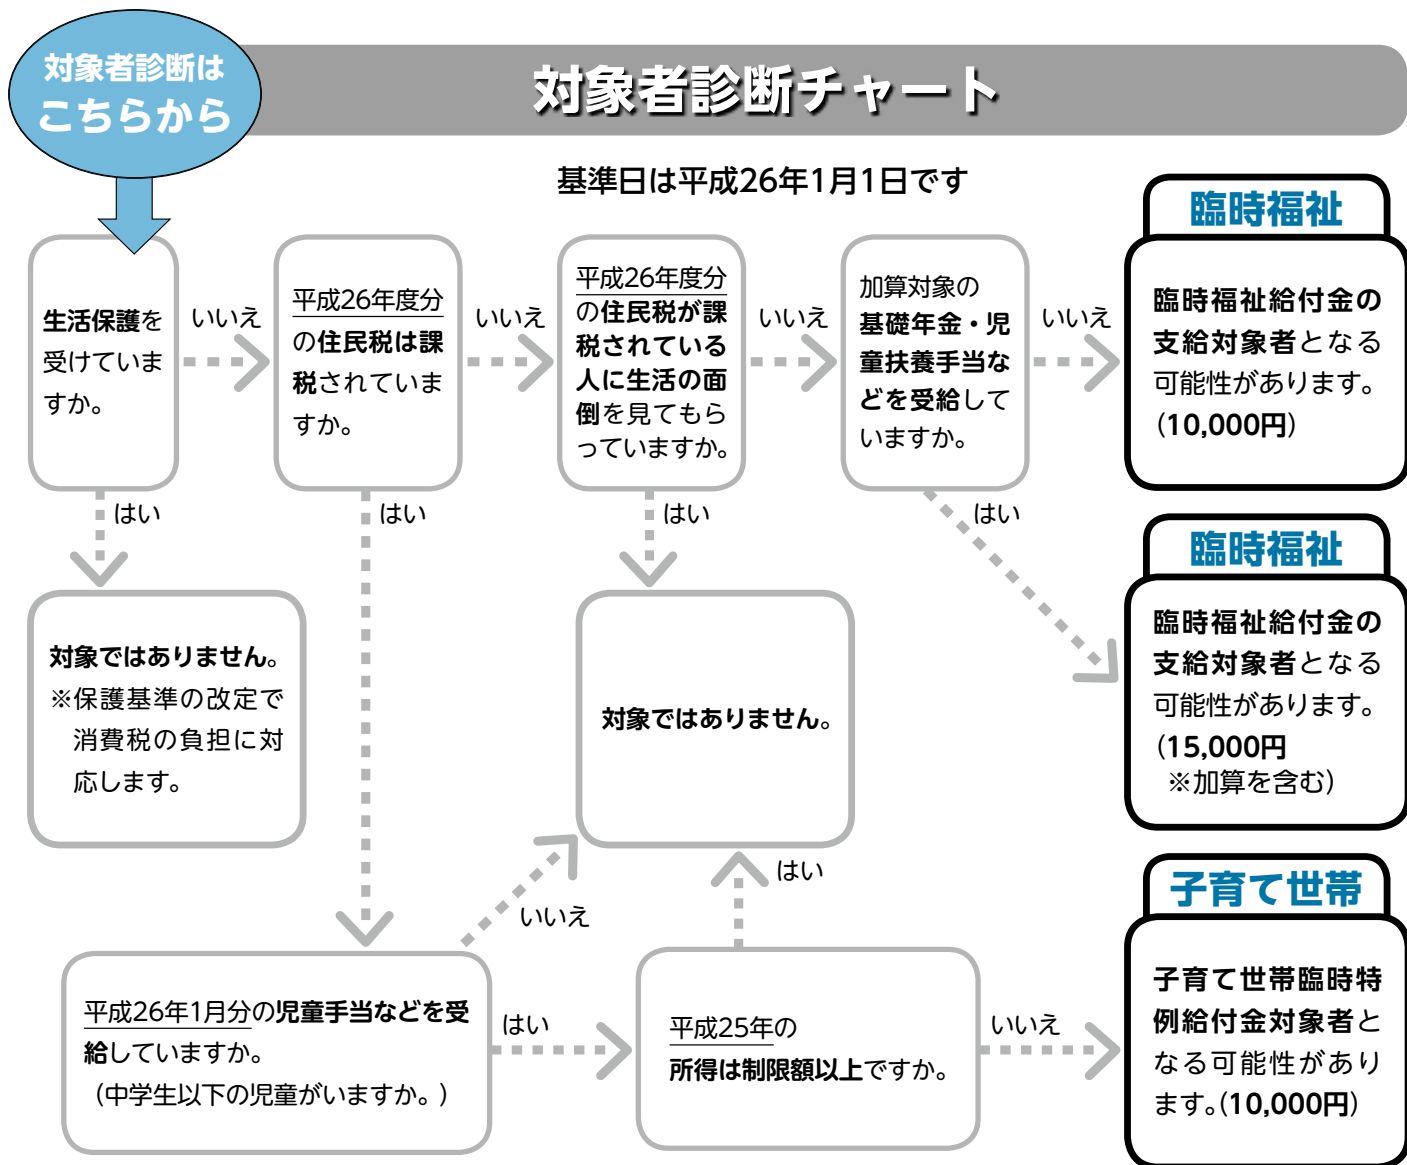 対象者診断は
こちらから
対象者診断チャート
基準日は平成26年1月1日です
生活保護を
受けていま
すか。
いいえ
はい
平成26年度分
の住民税は課
税されていま
すか。
いいえ
はい
平成26年度分
の住民税が課
税されている
人に生活の面
倒を見てもら
っていますか。
いいえ
はい
加算対象の
基礎年金・児
童扶養手当な
どを受給して
いますか。
いいえ
はい
臨時福祉
臨時福祉給付金の
支給対象者となる
可能性があります。
（10,000円）
臨時福祉
臨時福祉給付金の
支給対象者となる
可能性があります。
（15,000円
※加算を含む）
対象ではありません。
※保護基準の改定で
消費税の負担に対
応します。
対象ではありません。
いいえ
はい
平成26年1月分の児童手当などを受
給していますか。
（中学生以下の児童がいますか。）
はい
平成25年の
所得は制限額以上ですか。
いいえ
子育て世帯
子育て世帯臨時特
例給付金対象者と
なる可能性があり
ます。（10,000円）